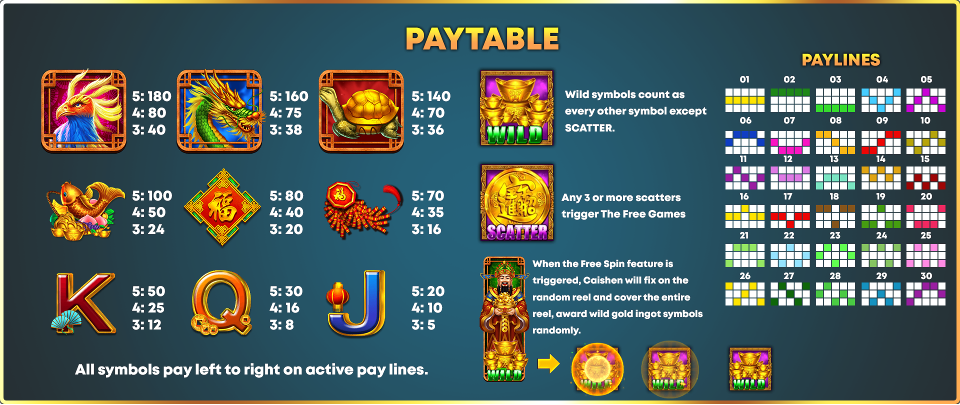 PAYTABLE
5: 180
4: 80
3: 40
5: 160
4: 75
3: 38
5: 140
4: 70
3: 36
5: 100
4: 50
3: 24
福
5: 80
4: 40
3: 20
福
5: 70
4: 35
3: 16
K
5: 50
4: 25
3: 12
Q
5: 30
4: 16
3: 8
J
5: 20
4: 10
3: 5
All symbols pay left to right on active pay lines.
WILD
Wild symbols count as
every other symbol except
SCATTER.
SCATTER
Any 3 or more scatters
trigger The Free Games
WILD
When the Free Spin feature is
triggered, Caishen will fix on the
random reel and cover the entire
reel, award wild gold ingot symbols
randomly.
WILD
WILD
WILD
PAYLINES
01 02 03 04 05
06 07 08 09 10
11 12 13 14 15
16 17 18 19 20
21 22 23 24 25
26 27 28 29 30